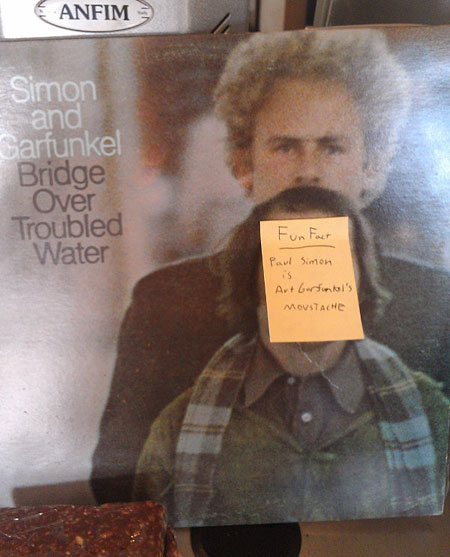 ANFIM
Simon
and
Garfunkel
Bridge
Over
Troubled
Water
Fun Fact
Paul Simon
is
Art Garfunkel's
MOUSTACHE